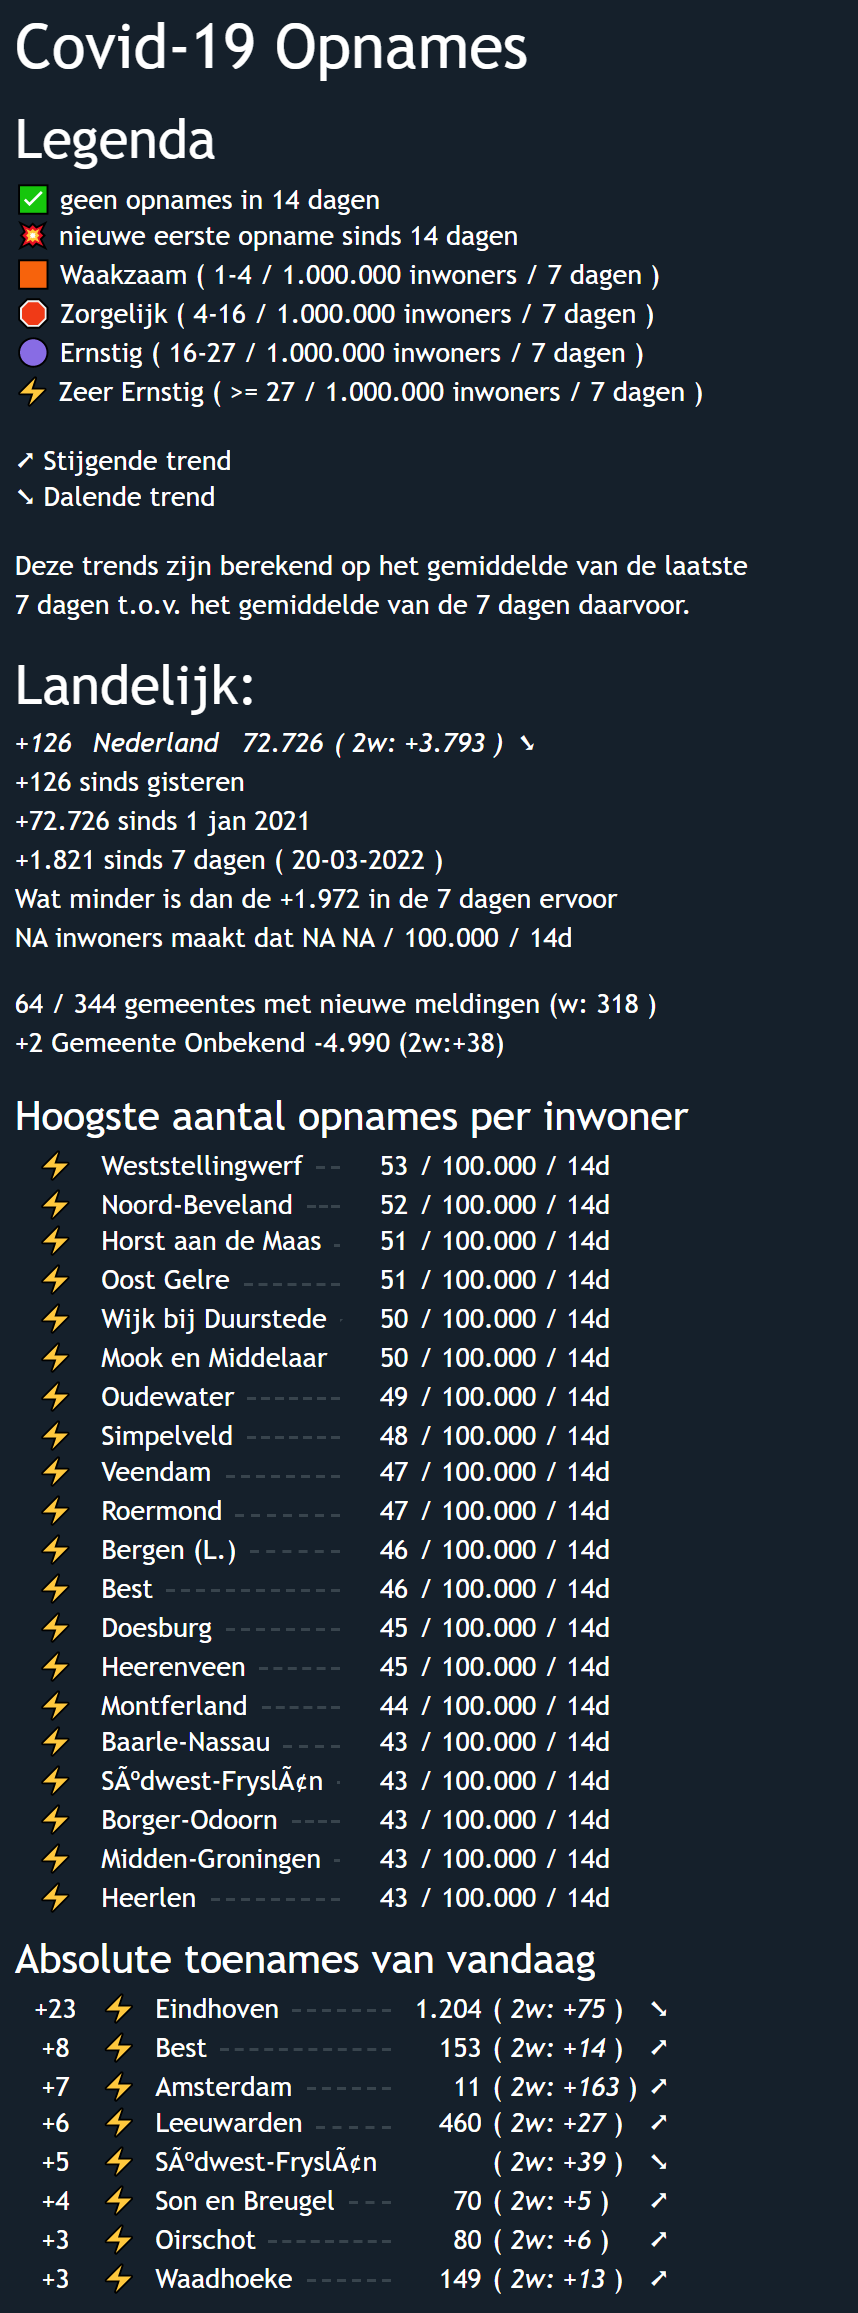 Covid-19 Opnames
Legenda
✅ geen opnames in 14 dagen
💥 nieuwe eerste opname sinds 14 dagen
🟧 Waakzaam ( 1-4 / 1.000.000 inwoners / 7 dagen )
🛑 Zorgelijk ( 4-16 / 1.000.000 inwoners / 7 dagen )
🟣 Ernstig ( 16-27 / 1.000.000 inwoners / 7 dagen )
⚡ Zeer Ernstig ( >= 27 / 1.000.000 inwoners / 7 dagen )
➚ Stijgende trend
➘ Dalende trend
Deze trends zijn berekend op het gemiddelde van de laatste
7 dagen t.o.v. het gemiddelde van de 7 dagen daarvoor.
Landelijk:
+126 Nederland 72.726 ( 2w: +3.793 ) ➘
+126 sinds gisteren
+72.726 sinds 1 jan 2021
+1.821 sinds 7 dagen ( 20-03-2022 )
Wat minder is dan de +1.972 in de 7 dagen ervoor
NA inwoners maakt dat NA NA / 100.000 / 14d
64 / 344 gemeentes met nieuwe meldingen (w: 318 )
+2 Gemeente Onbekend -4.990 (2w:+38)
Hoogste aantal opnames per inwoner
⚡ Weststellingwerf -- 53 / 100.000 / 14d
⚡ Noord-Beveland --- 52 / 100.000 / 14d
⚡ Horst aan de Maas - 51 / 100.000 / 14d
⚡ Oost Gelre ------- 51 / 100.000 / 14d
⚡ Wijk bij Duurstede - 50 / 100.000 / 14d
⚡ Mook en Middelaar 50 / 100.000 / 14d
⚡ Oudewater ------- 49 / 100.000 / 14d
⚡ Simpelveld ------- 48 / 100.000 / 14d
⚡ Veendam -------- 47 / 100.000 / 14d
⚡ Roermond ------- 47 / 100.000 / 14d
⚡ Bergen (L.) ------ 46 / 100.000 / 14d
⚡ Best ------------ 46 / 100.000 / 14d
⚡ Doesburg -------- 45 / 100.000 / 14d
⚡ Heerenveen ------ 45 / 100.000 / 14d
⚡ Montferland ------ 44 / 100.000 / 14d
⚡ Baarle-Nassau ---- 43 / 100.000 / 14d
⚡ SÃºdwest-FryslÃ¢n - 43 / 100.000 / 14d
⚡ Borger-Odoorn ---- 43 / 100.000 / 14d
⚡ Midden-Groningen - 43 / 100.000 / 14d
⚡ Heerlen --------- 43 / 100.000 / 14d
Absolute toenames van vandaag
+23 ⚡ Eindhoven ------- 1.204 ( 2w: +75 ) ➘
+8 ⚡ Best ------------ 153 ( 2w: +14 ) ➚
+7 ⚡ Amsterdam ------ 11 ( 2w: +163 ) ➚
+6 ⚡ Leeuwarden ----- 460 ( 2w: +27 ) ➚
+5 ⚡ SÃºdwest-FryslÃ¢n ( 2w: +39 ) ➘
+4 ⚡ Son en Breugel --- 70 ( 2w: +5 ) ➚
+3 ⚡ Oirschot --------- 80 ( 2w: +6 ) ➚
+3 ⚡ Waadhoeke ------ 149 ( 2w: +13 ) ➚